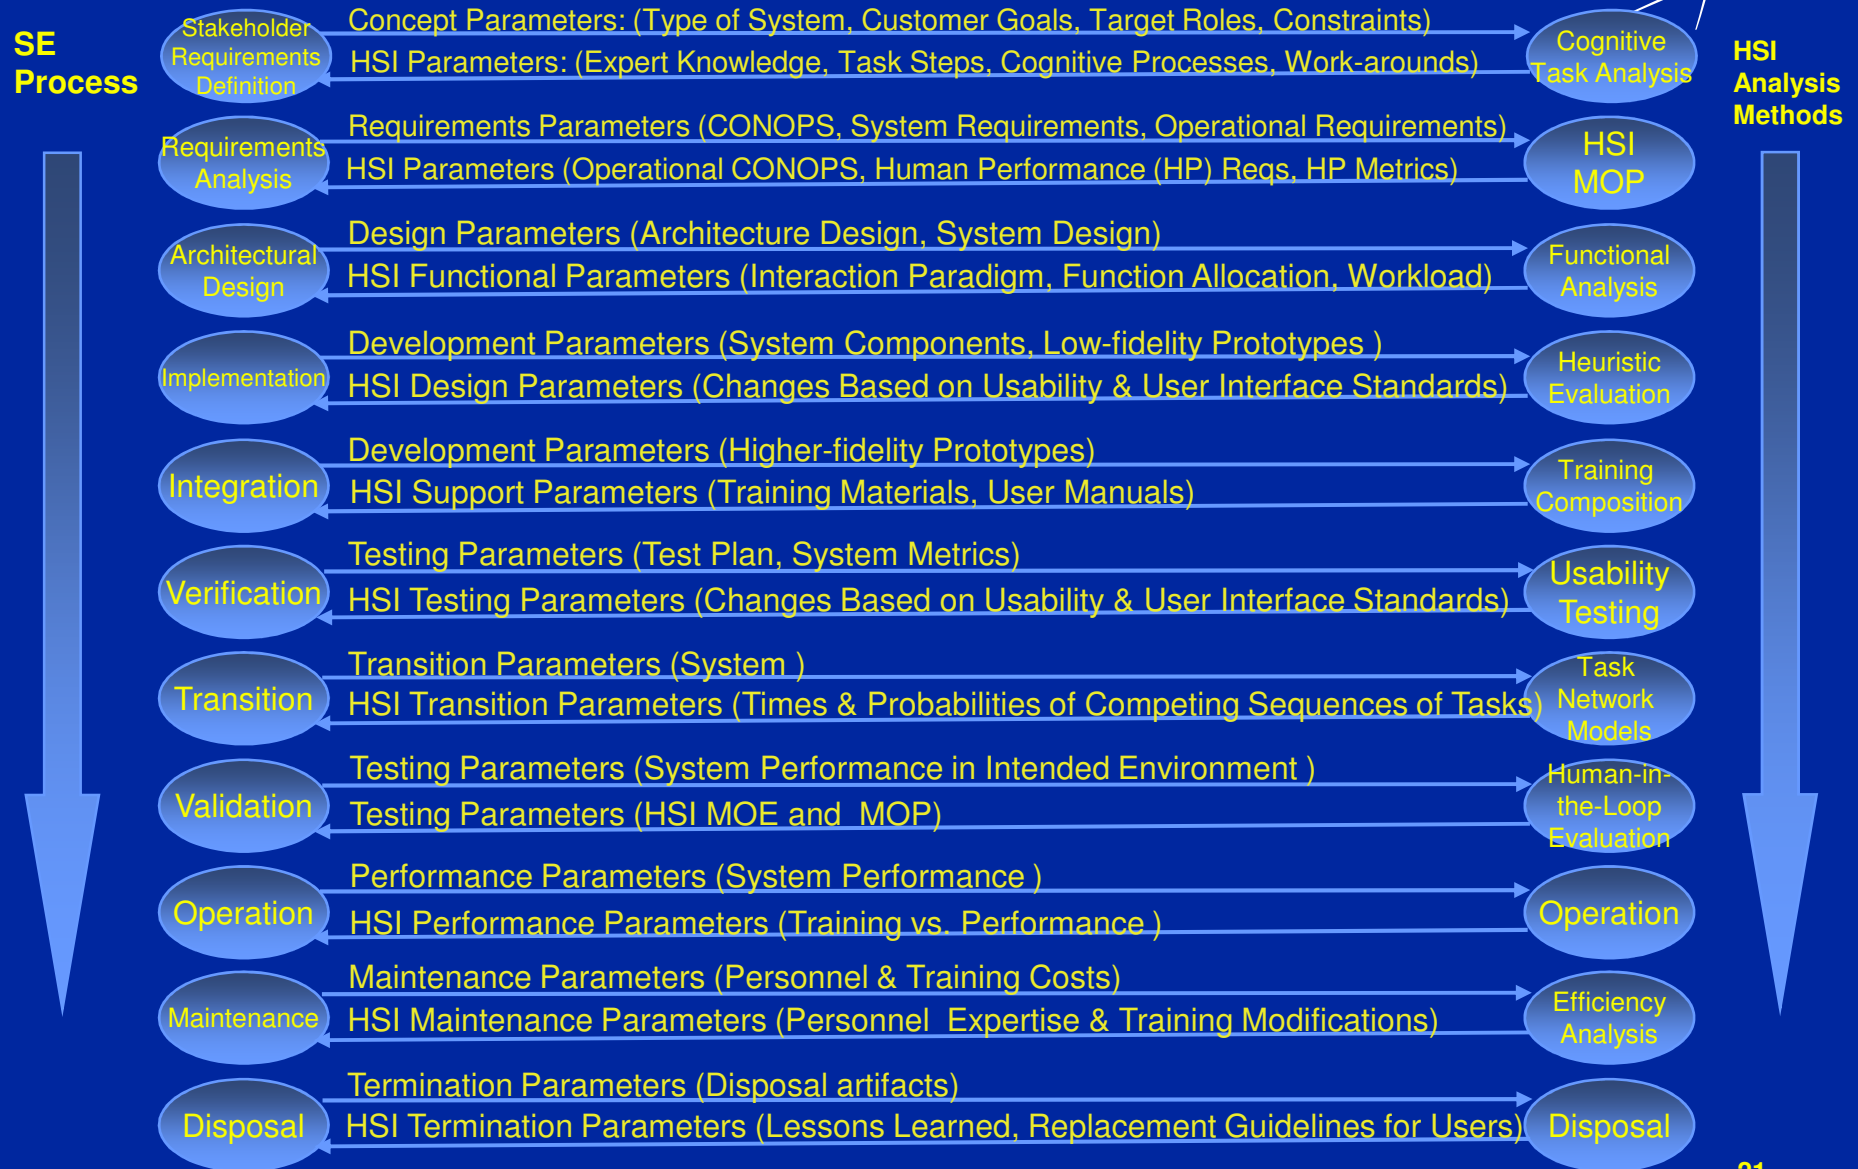 SE
Process
Stakeholder
Requirements
Definition
Concept Parameters: (Type of System, Customer Goals, Target Roles, Constraints)
HSI Parameters: (Expert Knowledge, Task Steps, Cognitive Processes, Work-arounds)
Cognitive
Task Analysis
HSI
Analysis
Methods
Requirements
Analysis
Requirements Parameters (CONOPS, System Requirements, Operational Requirements)
HSI Parameters (Operational CONOPS, Human Performance (HP) Reqs, HP Metrics)
HSI
MOP
Architectural
Design
Design Parameters (Architecture Design, System Design)
HSI Functional Parameters (Interaction Paradigm, Function Allocation, Workload)
Functional
Analysis
Implementation
Development Parameters (System Components, Low-fidelity Prototypes )
HSI Design Parameters (Changes Based on Usability & User Interface Standards)
Heuristic
Evaluation
Integration
Development Parameters (Higher-fidelity Prototypes)
HSI Support Parameters (Training Materials, User Manuals)
Training
Composition
Verification
Testing Parameters (Test Plan, System Metrics)
HSI Testing Parameters (Changes Based on Usability & User Interface Standards)
Usability
Testing
Transition
Transition Parameters (System )
HSI Transition Parameters (Times & Probabilities of Competing Sequences of Tasks)
Task
Network
Models
Validation
Testing Parameters (System Performance in Intended Environment )
Testing Parameters (HSI MOE and  MOP)
Human-in-
the-Loop
Evaluation
Operation
Performance Parameters (System Performance )
HSI Performance Parameters (Training vs. Performance )
Operation
Maintenance
Maintenance Parameters (Personnel & Training Costs)
HSI Maintenance Parameters (Personnel  Expertise & Training Modifications)
Efficiency
Analysis
Disposal
Termination Parameters (Disposal artifacts)
HSI Termination Parameters (Lessons Learned, Replacement Guidelines for Users)
Disposal